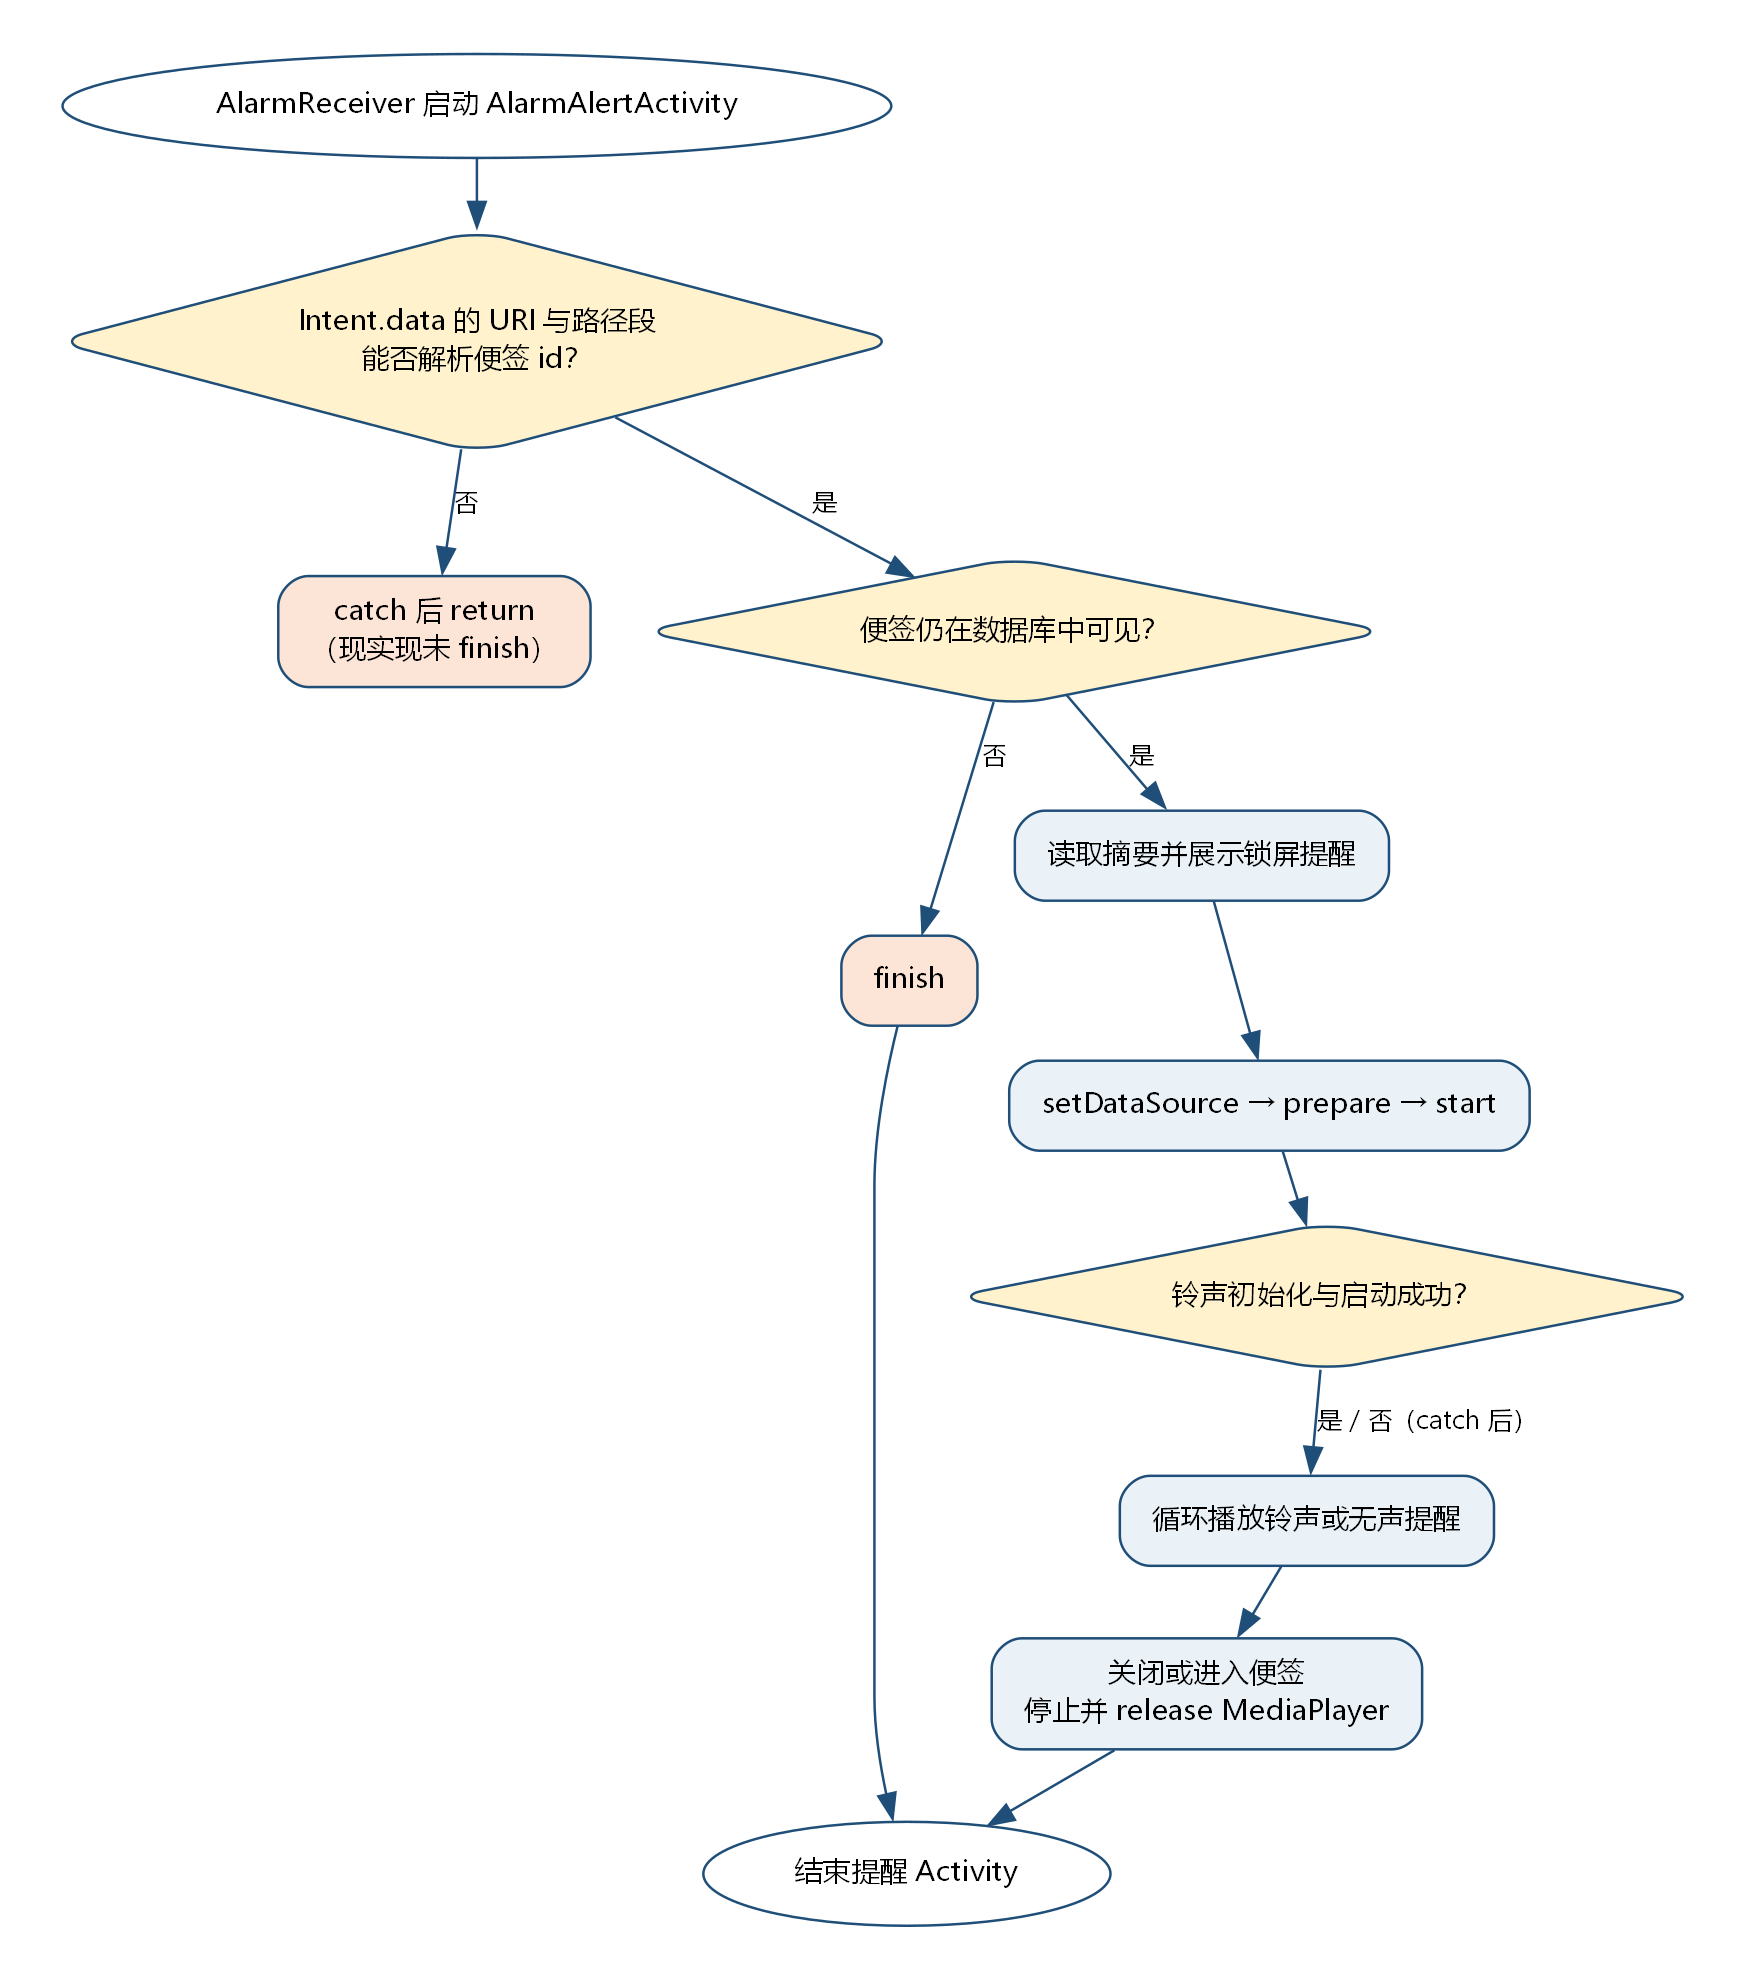 AlarmReceiver 启动 AlarmAlertActivity
Intent.data 的 URI 与路径段
能否解析便签 id？
否
是
catch 后 return
（现实现未 finish）
便签仍在数据库中可见？
否
是
读取摘要并展示锁屏提醒
finish
setDataSource → prepare → start
铃声初始化与启动成功？
是 / 否（catch 后）
循环播放铃声或无声提醒
关闭或进入便签
停止并 release MediaPlayer
结束提醒 Activity